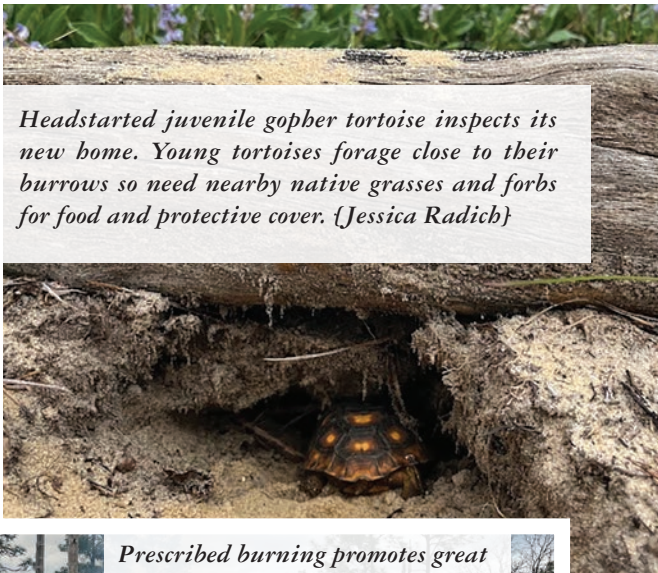 Headstarted juvenile gopher tortoise inspects its
new home. Young tortoises forage close to their
burrows so need nearby native grasses and forbs
for food and protective cover. {Jessica Radich}
Prescribed burning promotes great